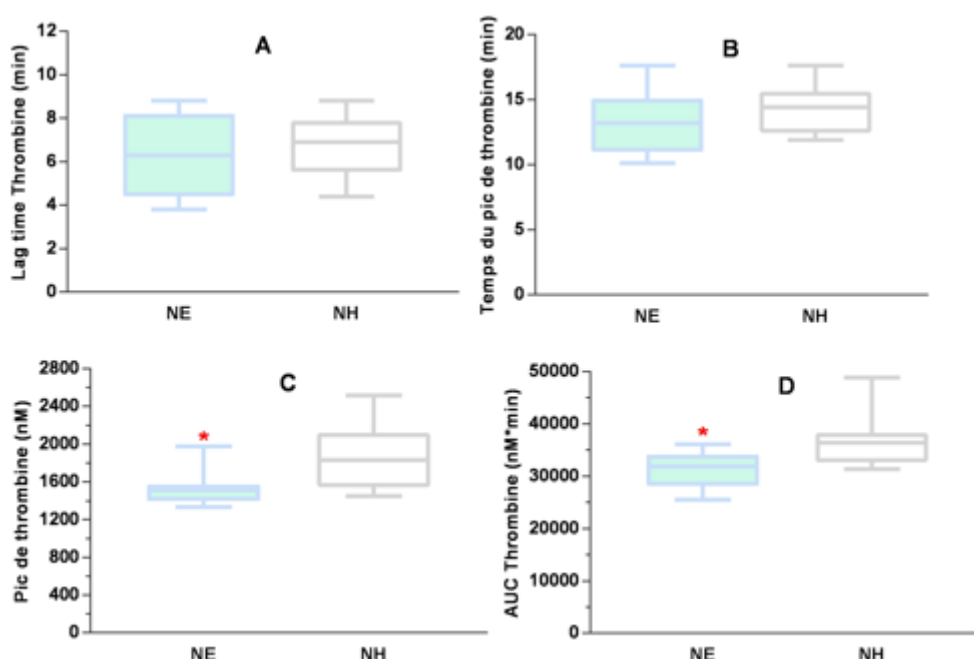 A
Lag time Thrombine (min)
12
10
8
6
4
2
0
NE
NH
B
Temps du pic de thrombine (min)
20
15
10
5
0
NE
NH
C
Pic de thrombine (nM)
2800
2400
2000
1600
1200
800
400
0
*
NE
NH
D
AUC Thrombine (nM*min)
50000
40000
30000
20000
10000
0
*
NE
NH